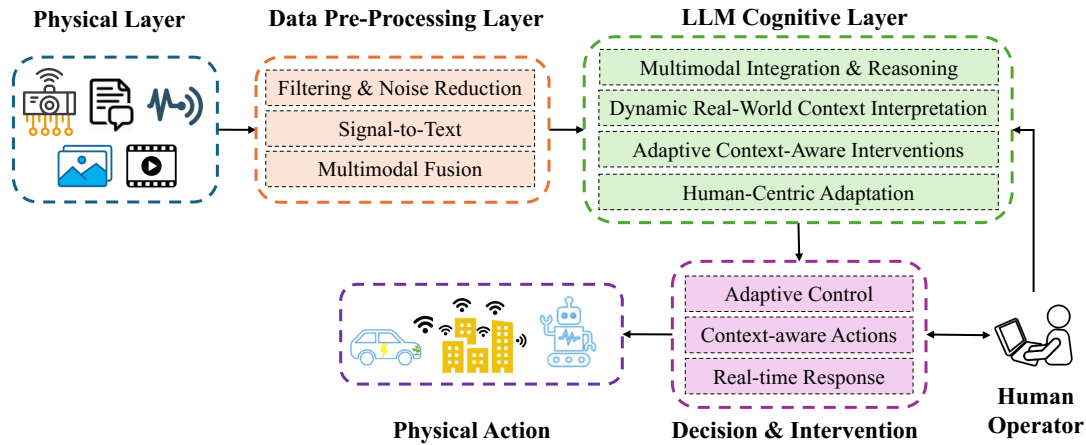 Physical Layer
Data Pre-Processing Layer
LLM Cognitive Layer
Filtering & Noise Reduction
Signal-to-Text
Multimodal Fusion
Multimodal Integration & Reasoning
Dynamic Real-World Context Interpretation
Adaptive Context-Aware Interventions
Human-Centric Adaptation
Adaptive Control
Context-aware Actions
Real-time Response
Physical Action
Decision & Intervention
Human
Operator